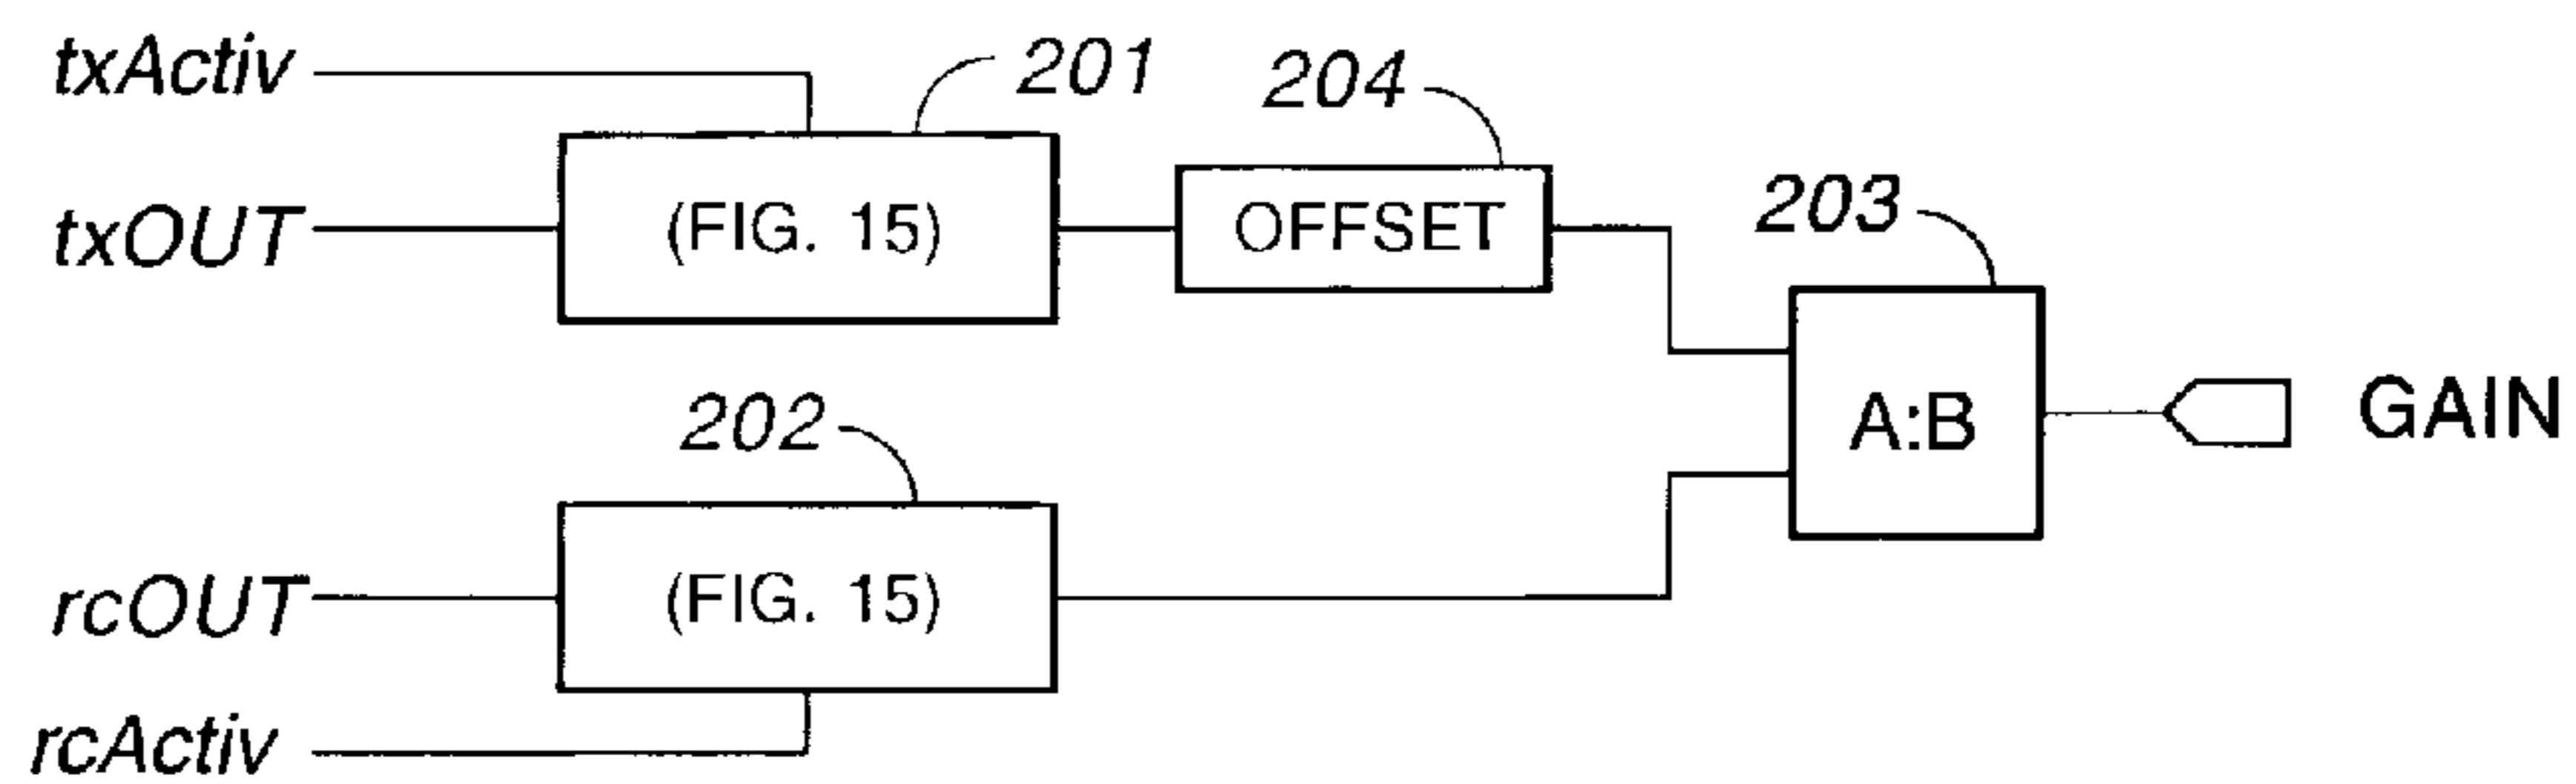 txActiv
201
204
txOUT
(FIG. 15)
OFFSET
203
A:B
GAIN
202
rcOUT
(FIG. 15)
rcActiv